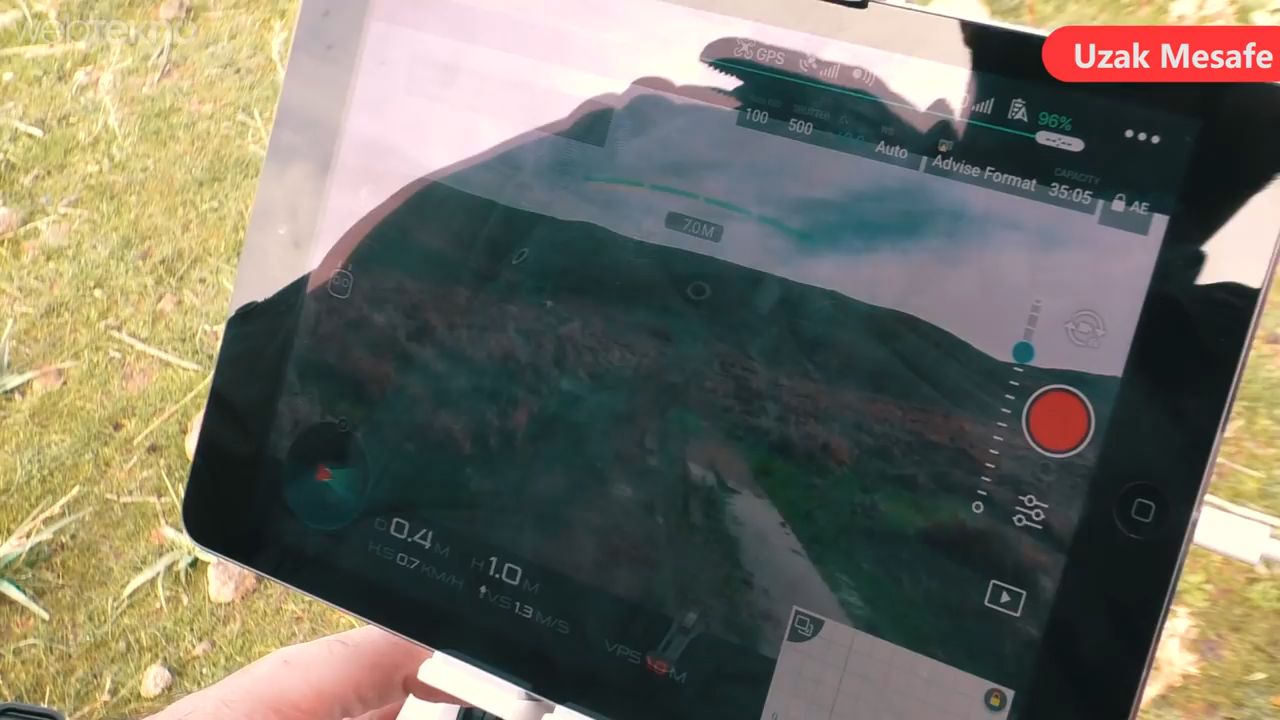 webtekno
Uzak Mesafe
GPS
96%
100
500
Auto
Advise Format
CAPACITY
35:05
AE
7.0M
D 0.4 M
H 1.0 M
H.S 0.7 KM/H
VS 1.3 M/S
VPS
M